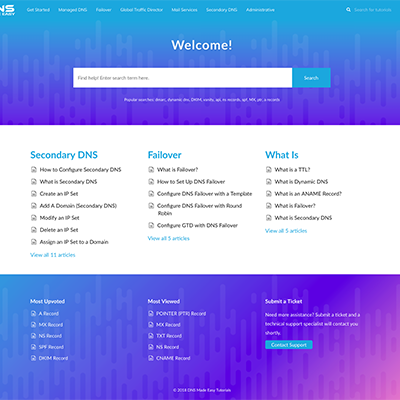 DNS
EASY
Get Started Managed DNS Failover Global Traffic Director Mail Services Secondary DNS Administrative Search for tutorials
Welcome!
Find help! Enter search term here. Search
Popular searches: dmarc, dynamic, dns, DKIM, vanity, api, ns records, spf, MX, ptr, a records
Secondary DNS
How to Configure Secondary DNS
What is Secondary DNS
Create an IP Set
Add A Domain (Secondary DNS)
Modify an IP Set
Delete an IP Set
Assign an IP Set to a Domain
View all 11 articles
Failover
What is Failover?
How to Set Up DNS Failover
Configure DNS Failover with a Template
Configure DNS Failover with Round
Robin
Configure GTD with DNS Failover
View all 5 articles
What Is
What is a TTL?
What is Dynamic DNS
What is an ANAME Record?
What is Failover?
What is Secondary DNS
View all 5 articles
Most Upvoted
A Record
MX Record
NS Record
SPF Record
DKIM Record
Most Viewed
POINTER (PTR) Record
MX Record
TXT Record
NS Record
CNAME Record
Submit a Ticket
Need more assistance? Submit a ticket and a
technical support specialist will contact you
shortly.
Contact Support
© 2018 DNS Made Easy Tutorials